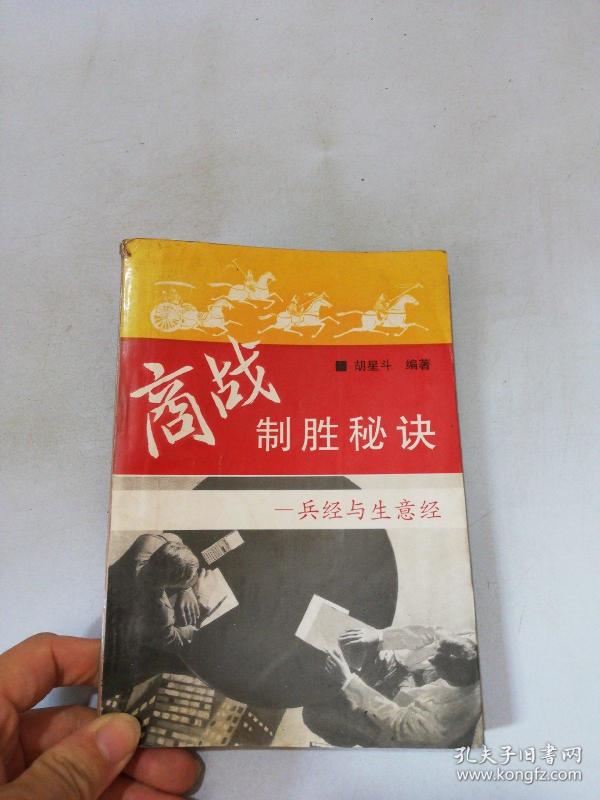 胡星斗 编著
商战
制胜秘诀
—兵经与生意经
孔夫子旧书网
www.kongfz.com